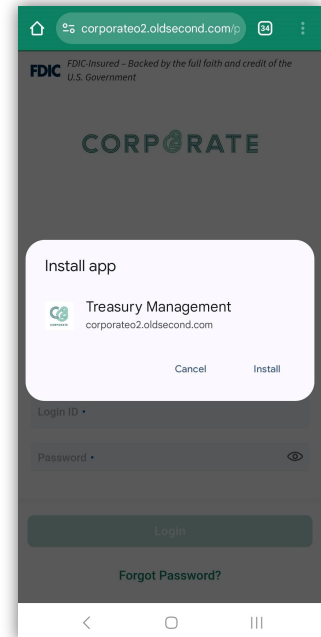 corporateo2.oldsecond.com/p
34
FDIC
FDIC-Insured – Backed by the full faith and credit of the
U.S. Government
CORPORATE
Install app
CORPORATE
Treasury Management
corporateo2.oldsecond.com
Cancel
Install
Login ID •
Password •
Login
Forgot Password?